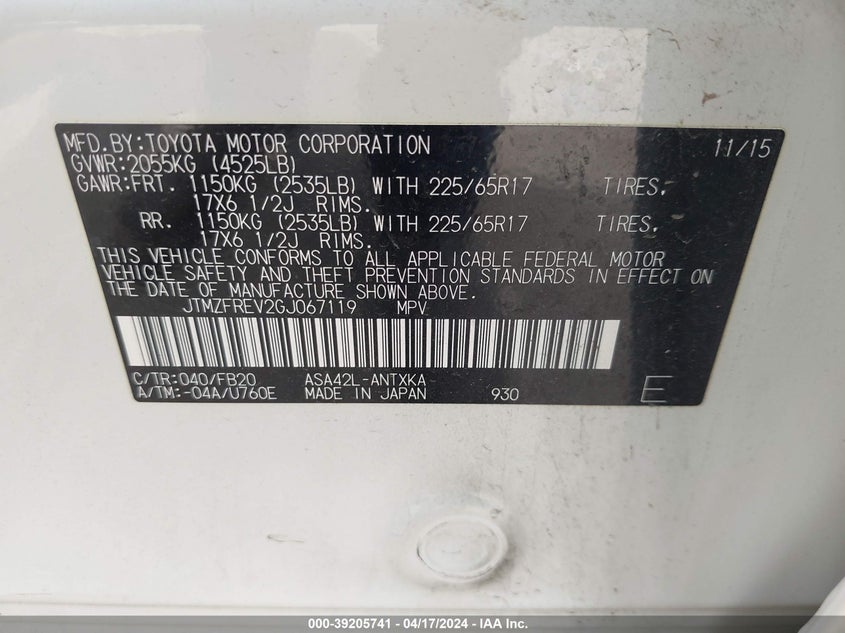 MFD.BY:TOYOTA MOTOR CORPORATION 11/15
GVWR:2055KG (4525LB)
GAWR:FRT. 1150KG (2535LB) WITH 225/65R17 TIRES,
17X6 1/2J RIMS.
RR. 1150KG (2535LB) WITH 225/65R17 TIRES,
17X6 1/2J RIMS.
THIS VEHICLE CONFORMS TO ALL APPLICABLE FEDERAL MOTOR
VEHICLE SAFETY AND THEFT PREVENTION STANDARDS IN EFFECT ON
THE DATE OF MANUFACTURE SHOWN ABOVE.
JTMZFREV2GJ067119 MPV
C/TR:040/FB20 ASA42L-ANTXKA
A/TM:-04A/U760E MADE IN JAPAN 930 E
000-39205741 - 04/17/2024 - IAA Inc.